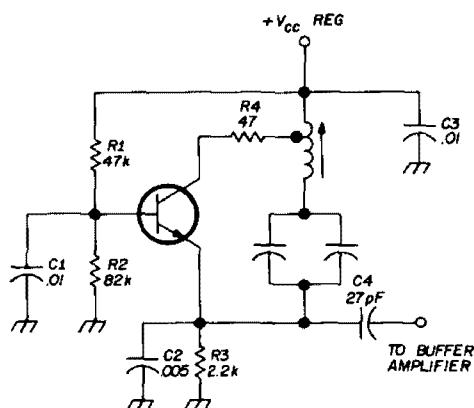 +Vcc REG
R4
47
C3
.01
R1
47k
C1
.01
R2
82k
C4
27pF
C2
.005
R3
2.2k
TO BUFFER
AMPLIFIER